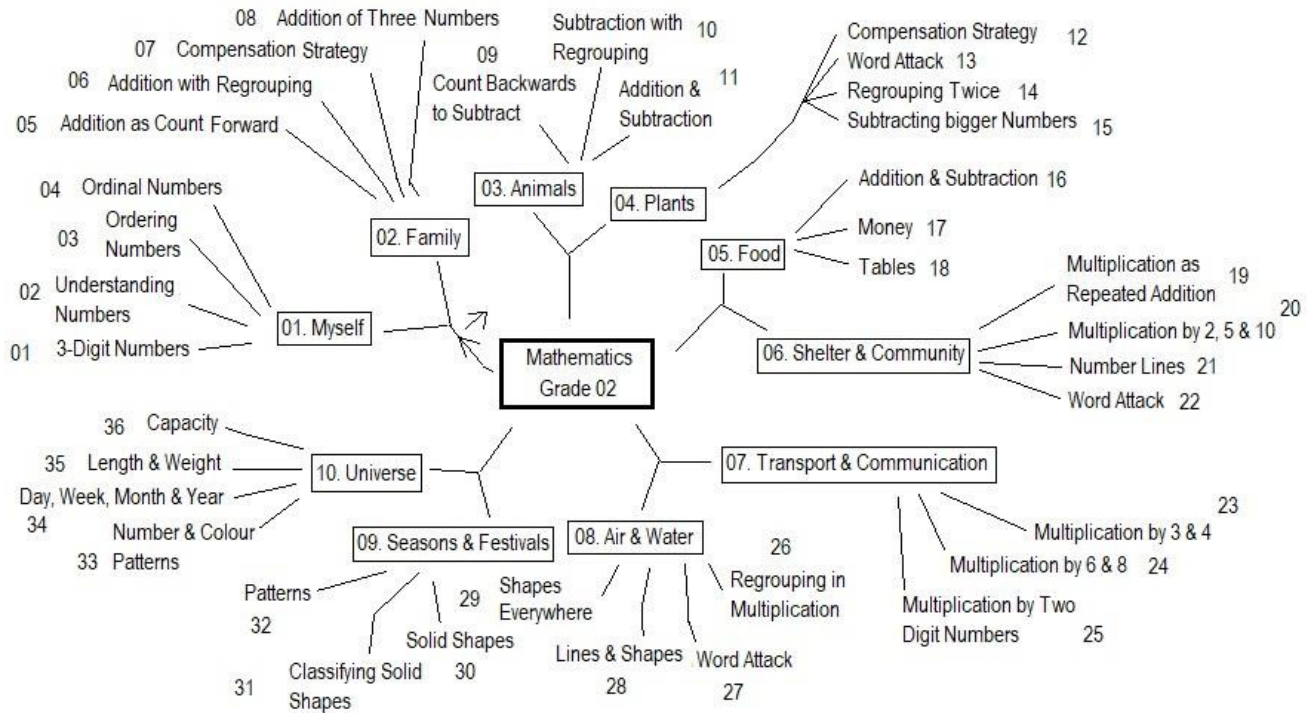 Mathematics
Grade 02
01. Myself
01 3-Digit Numbers
02 Understanding
Numbers
03 Ordering
Numbers
04 Ordinal Numbers
02. Family
05 Addition as Count Forward
06 Addition with Regrouping
07 Compensation Strategy
08 Addition of Three Numbers
03. Animals
09
Count Backwards
to Subtract
Subtraction with 10
Regrouping
Addition & 11
Subtraction
04. Plants
Compensation Strategy 12
Word Attack 13
Regrouping Twice 14
Subtracting bigger Numbers 15
05. Food
Addition & Subtraction 16
Money 17
Tables 18
06. Shelter & Community
Multiplication as
Repeated Addition 19
20
Multiplication by 2, 5 & 10
Number Lines 21
Word Attack 22
07. Transport & Communication
23
Multiplication by 3 & 4
Multiplication by 6 & 8 24
Multiplication by Two
Digit Numbers 25
08. Air & Water
26
Regrouping in
Multiplication
Word Attack
27
Lines & Shapes
28
29 Shapes
Everywhere
09. Seasons & Festivals
Solid Shapes
30
31 Classifying Solid
Shapes
Patterns
32
10. Universe
Number & Colour
33 Patterns
Day, Week, Month & Year
34
35 Length & Weight
36 Capacity